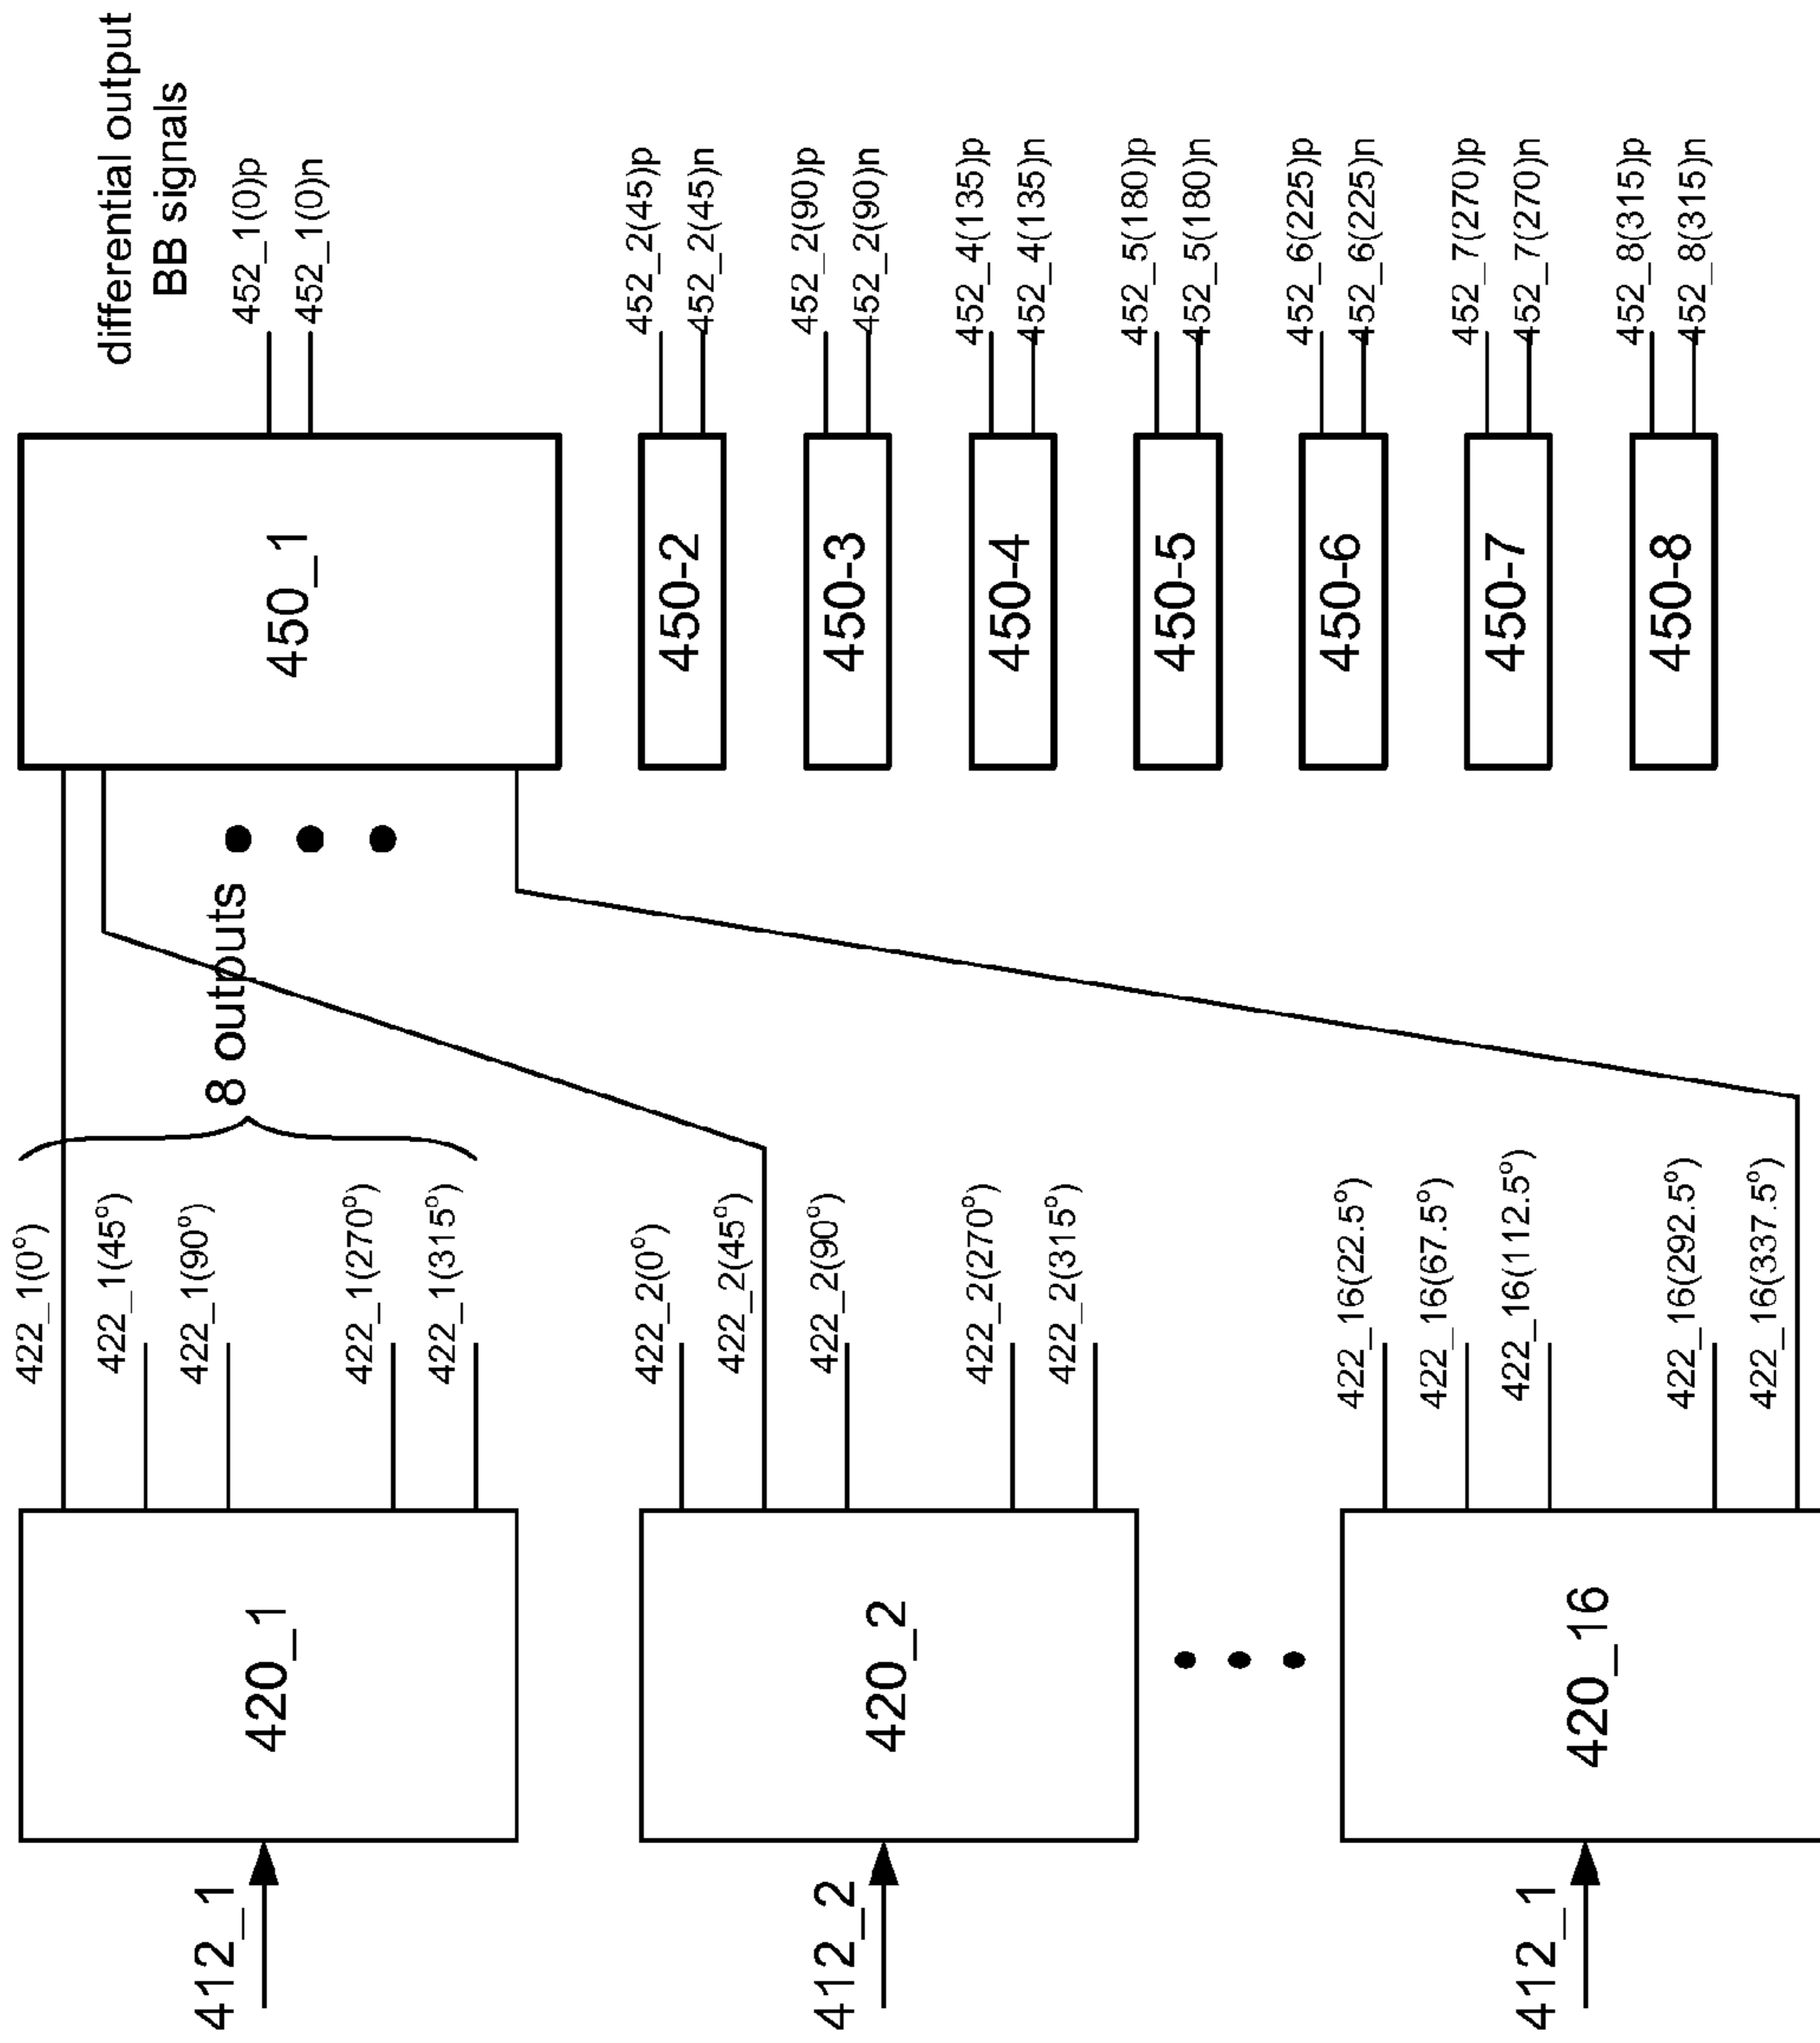 412_1
420_1
422_1(0°)
422_1(45°)
422_1(90°)
422_1(270°)
422_1(315°)
8 outputs
450_1
differential output
BB signals
452_1(0)p
452_1(0)n
412_2
420_2
422_2(0°)
422_2(45°)
422_2(90°)
422_2(270°)
422_2(315°)
412_1
420_16
422_16(22.5°)
422_16(67.5°)
422_16(112.5°)
422_16(292.5°)
422_16(337.5°)
450-2
452_2(45)p
452_2(45)n
450-3
452_2(90)p
452_2(90)n
450-4
452_4(135)p
452_4(135)n
450-5
452_5(180)p
452_5(180)n
450-6
452_6(225)p
452_6(225)n
450-7
452_7(270)p
452_7(270)n
450-8
452_8(315)p
452_8(315)n